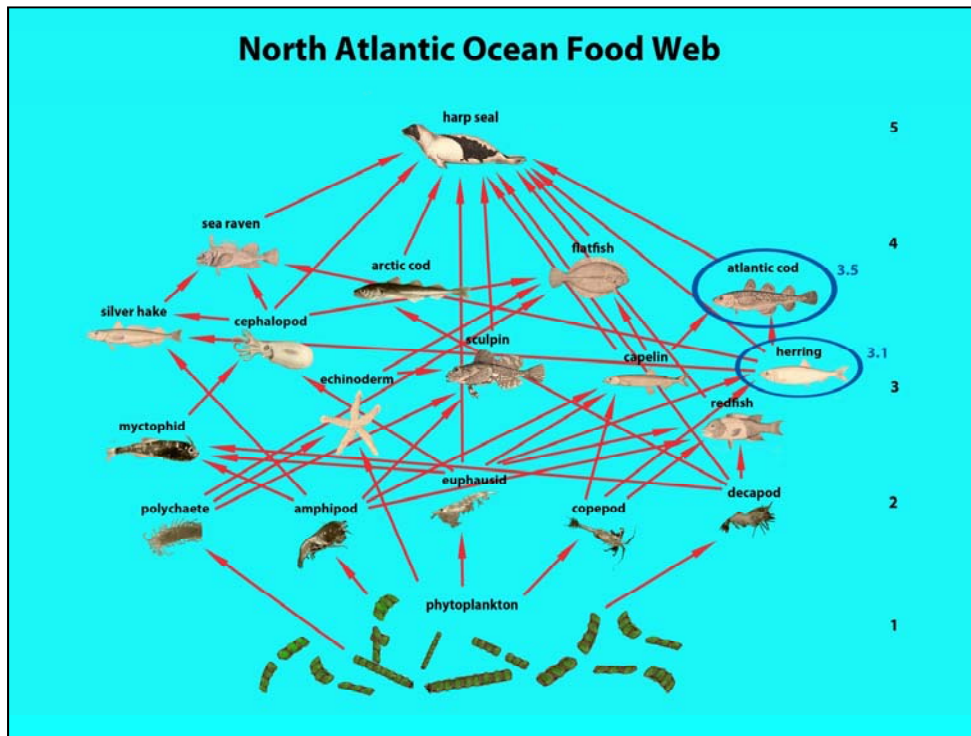 North Atlantic Ocean Food Web
harp seal
5
sea raven
flatfish
4
arctic cod
atlantic cod
3.5
silver hake
cephalopod
sculpin
capelin
herring
3.1
echinoderm
3
redfish
myctophid
euphausid
decapod
polychaete
amphipod
copepod
2
phytoplankton
1